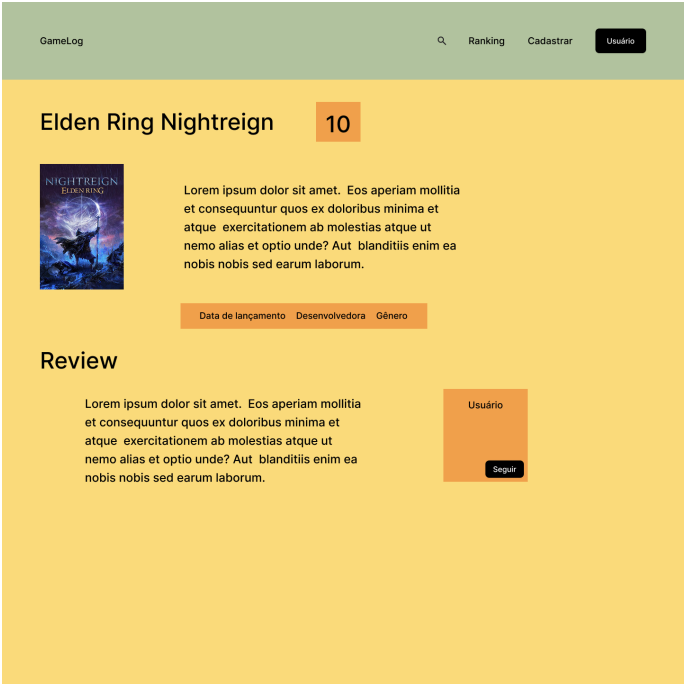 GameLog
Ranking
Cadastrar
Usuário
Elden Ring Nightreign
10
NIGHTREIGN
ELDEN RING
Lorem ipsum dolor sit amet.  Eos aperiam mollitia
et consequuntur quos ex doloribus minima et
atque  exercitationem ab molestias atque ut
nemo alias et optio unde? Aut  blanditiis enim ea
nobis nobis sed earum laborum.
Data de lançamento    Desenvolvedora    Gênero
Review
Lorem ipsum dolor sit amet.  Eos aperiam mollitia
et consequuntur quos ex doloribus minima et
atque  exercitationem ab molestias atque ut
nemo alias et optio unde? Aut  blanditiis enim ea
nobis nobis sed earum laborum.
Usuário
Seguir